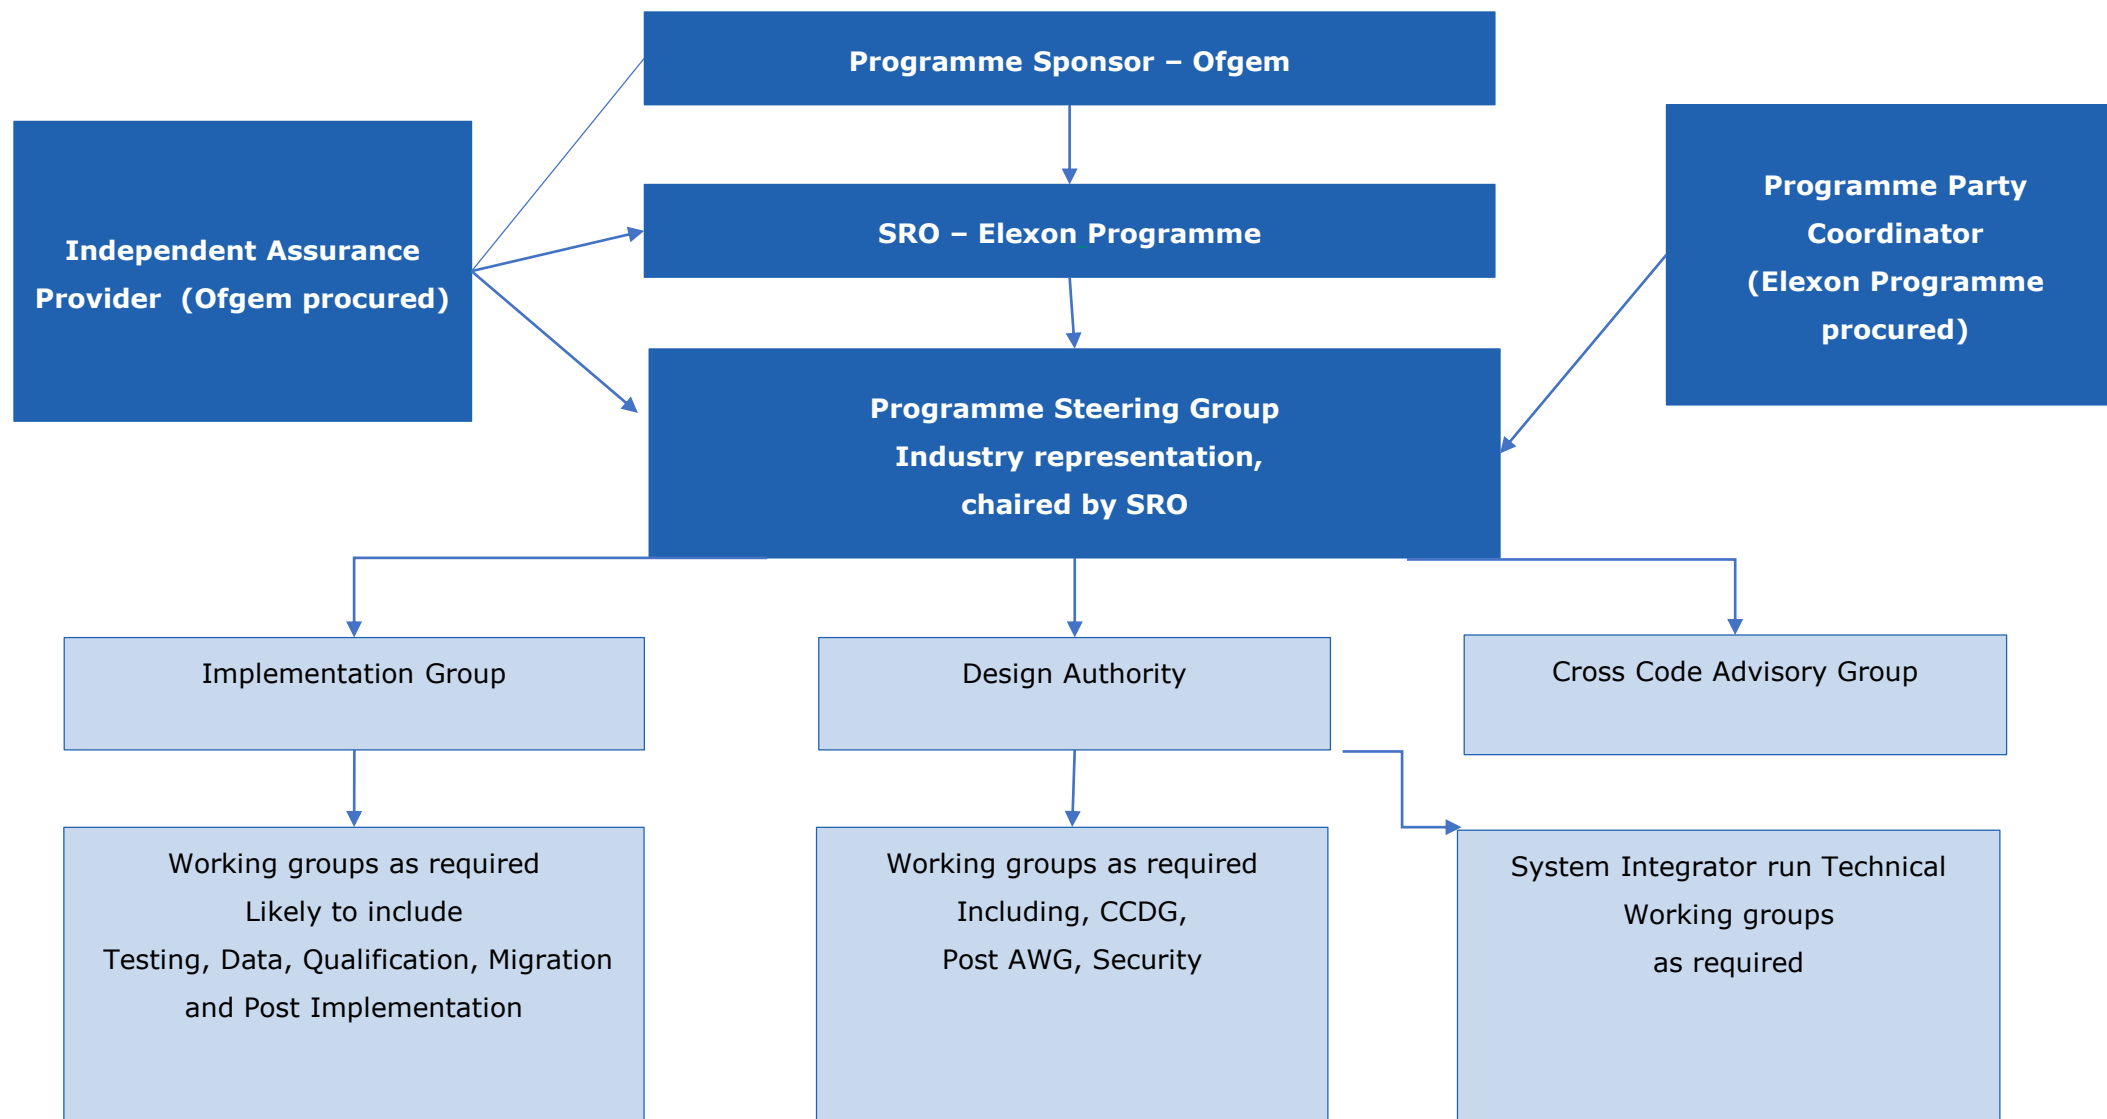 Programme Sponsor – Ofgem
Independent Assurance
Provider (Ofgem procured)
SRO – Elexon Programme
Programme Party
Coordinator
(Elexon Programme
procured)
Programme Steering Group
Industry representation,
chaired by SRO
Implementation Group
Design Authority
Cross Code Advisory Group
Working groups as required
Likely to include
Testing, Data, Qualification, Migration
and Post Implementation
Working groups as required
Including, CCDG,
Post AWG, Security
System Integrator run Technical
Working groups
as required